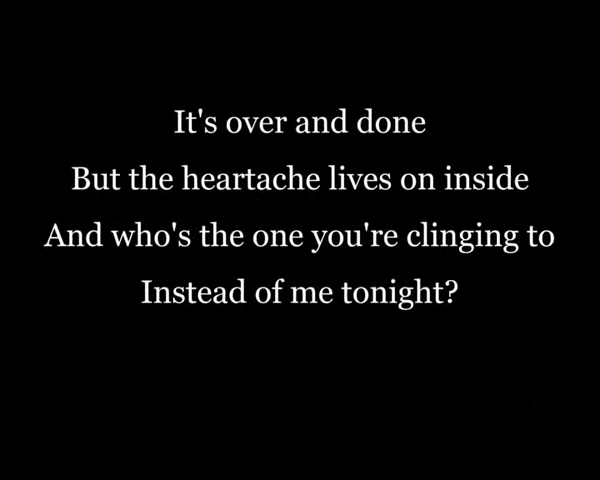 It's over and done
But the heartache lives on inside
And who's the one you're clinging to
Instead of me tonight?